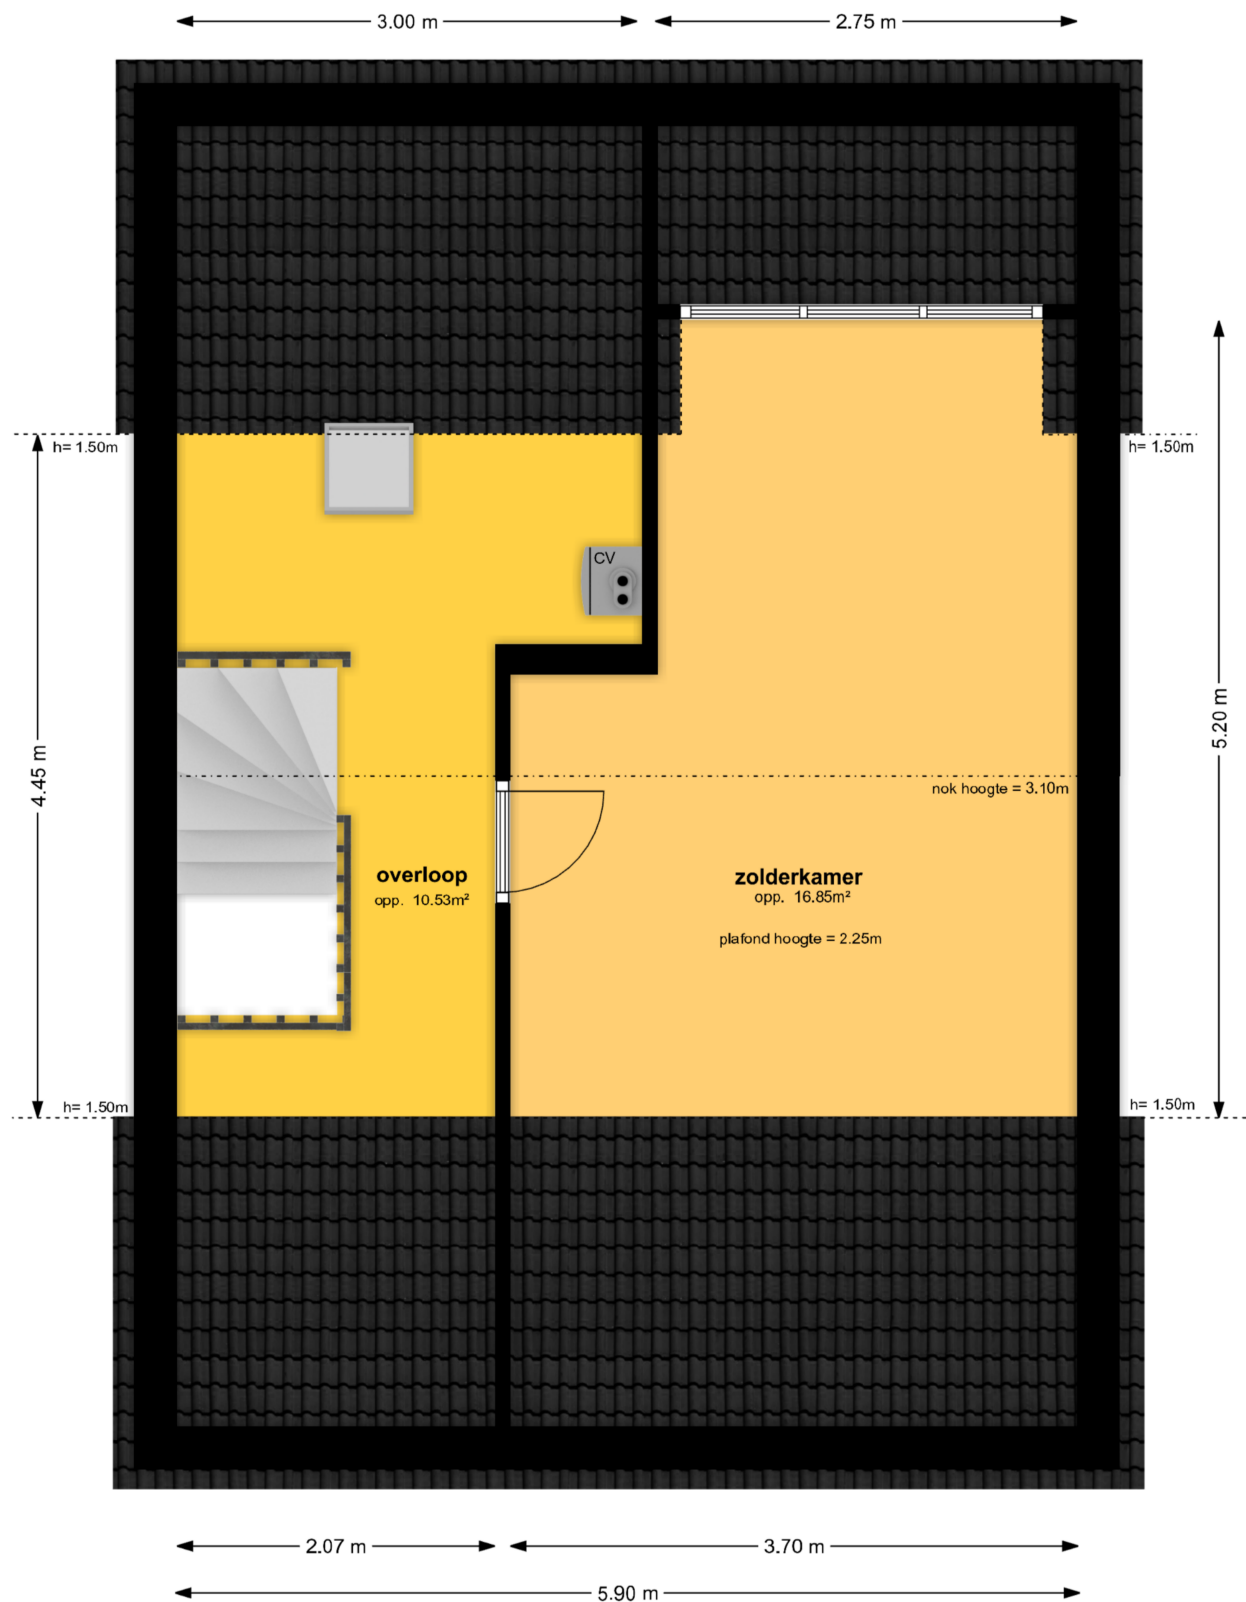 3.00 m
2.75 m
h= 1.50m
h= 1.50m
CV
4.45 m
5.20 m
nok hoogte = 3.10m
overloop
opp. 10.53m²
zolderkamer
opp. 16.85m²
plafond hoogte = 2.25m
h= 1.50m
h= 1.50m
2.07 m
3.70 m
5.90 m